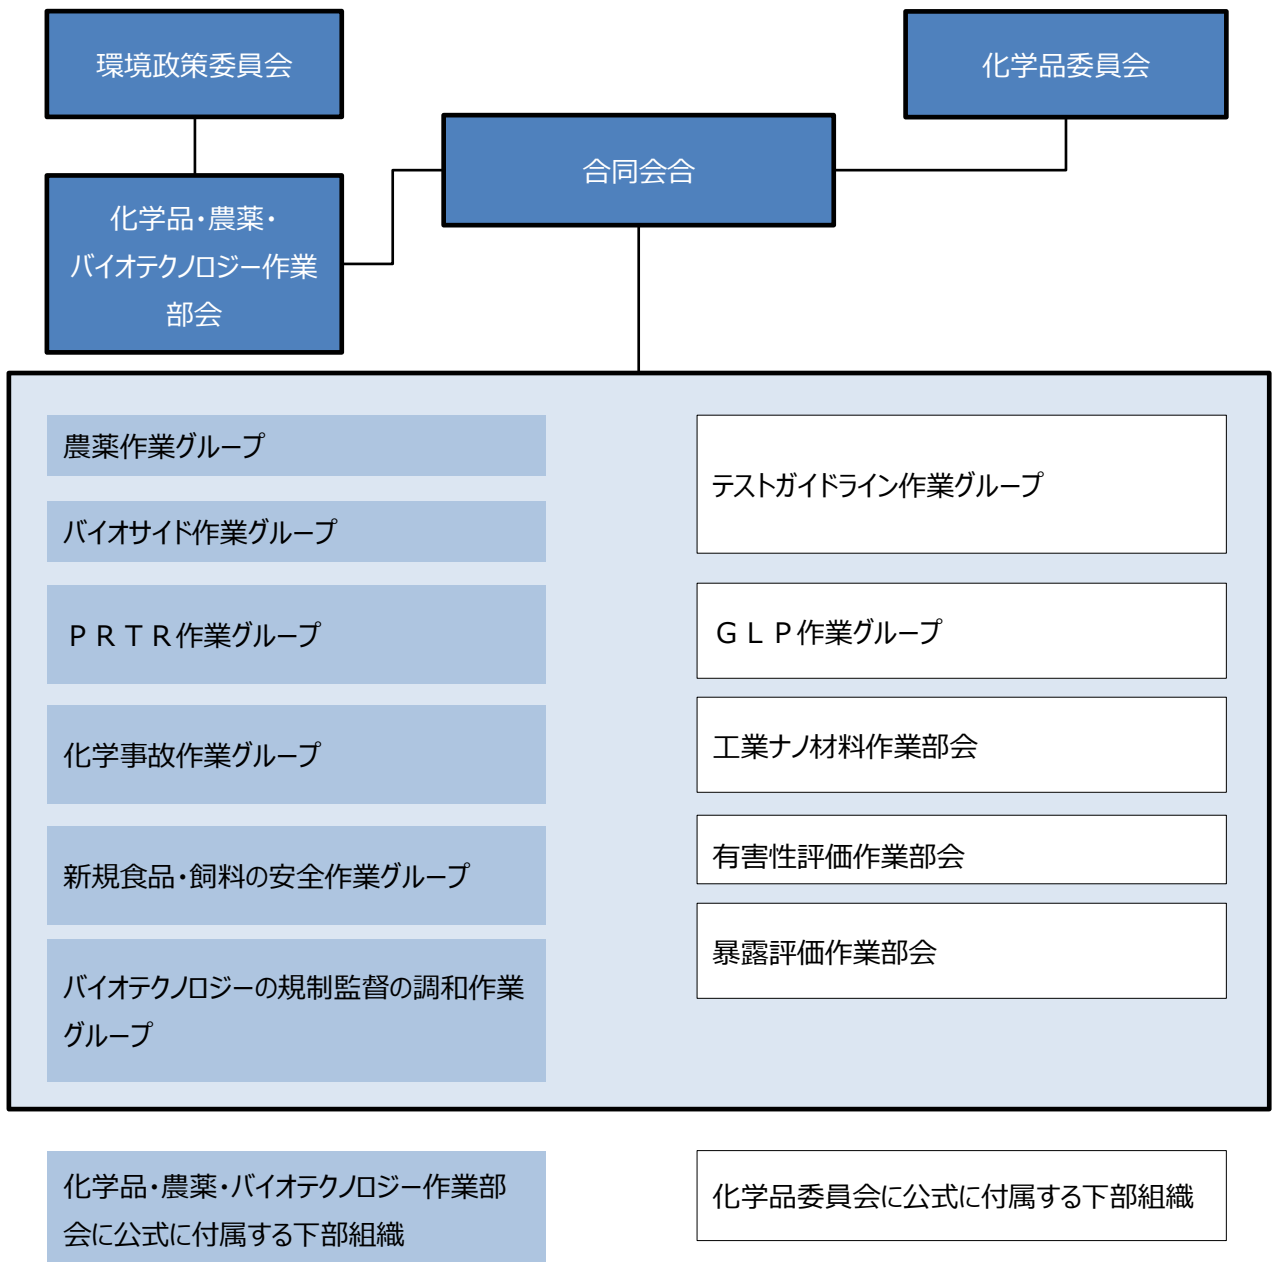 環境政策委員会
化学品委員会
合同会合
化学品・農薬・
バイオテクノロジー作業
部会
農薬作業グループ
バイオサイド作業グループ
ＰＲＴＲ作業グループ
化学事故作業グループ
新規食品・飼料の安全作業グループ
バイオテクノロジーの規制監督の調和作業
グループ
テストガイドライン作業グループ
ＧＬＰ作業グループ
工業ナノ材料作業部会
有害性評価作業部会
暴露評価作業部会
化学品・農薬・バイオテクノロジー作業部
会に公式に付属する下部組織
化学品委員会に公式に付属する下部組織